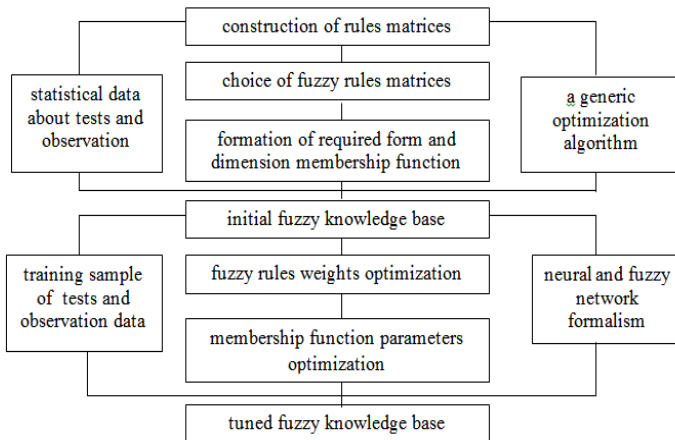 construction of rules matrices
choice of fuzzy rules matrices
statistical data
about tests and
observation
a generic
optimization
algorithm
formation of required form and
dimension membership function
initial fuzzy knowledge base
training sample
of tests and
observation data
fuzzy rules weights optimization
neural and fuzzy
network
formalism
membership function parameters
optimization
tuned fuzzy knowledge base